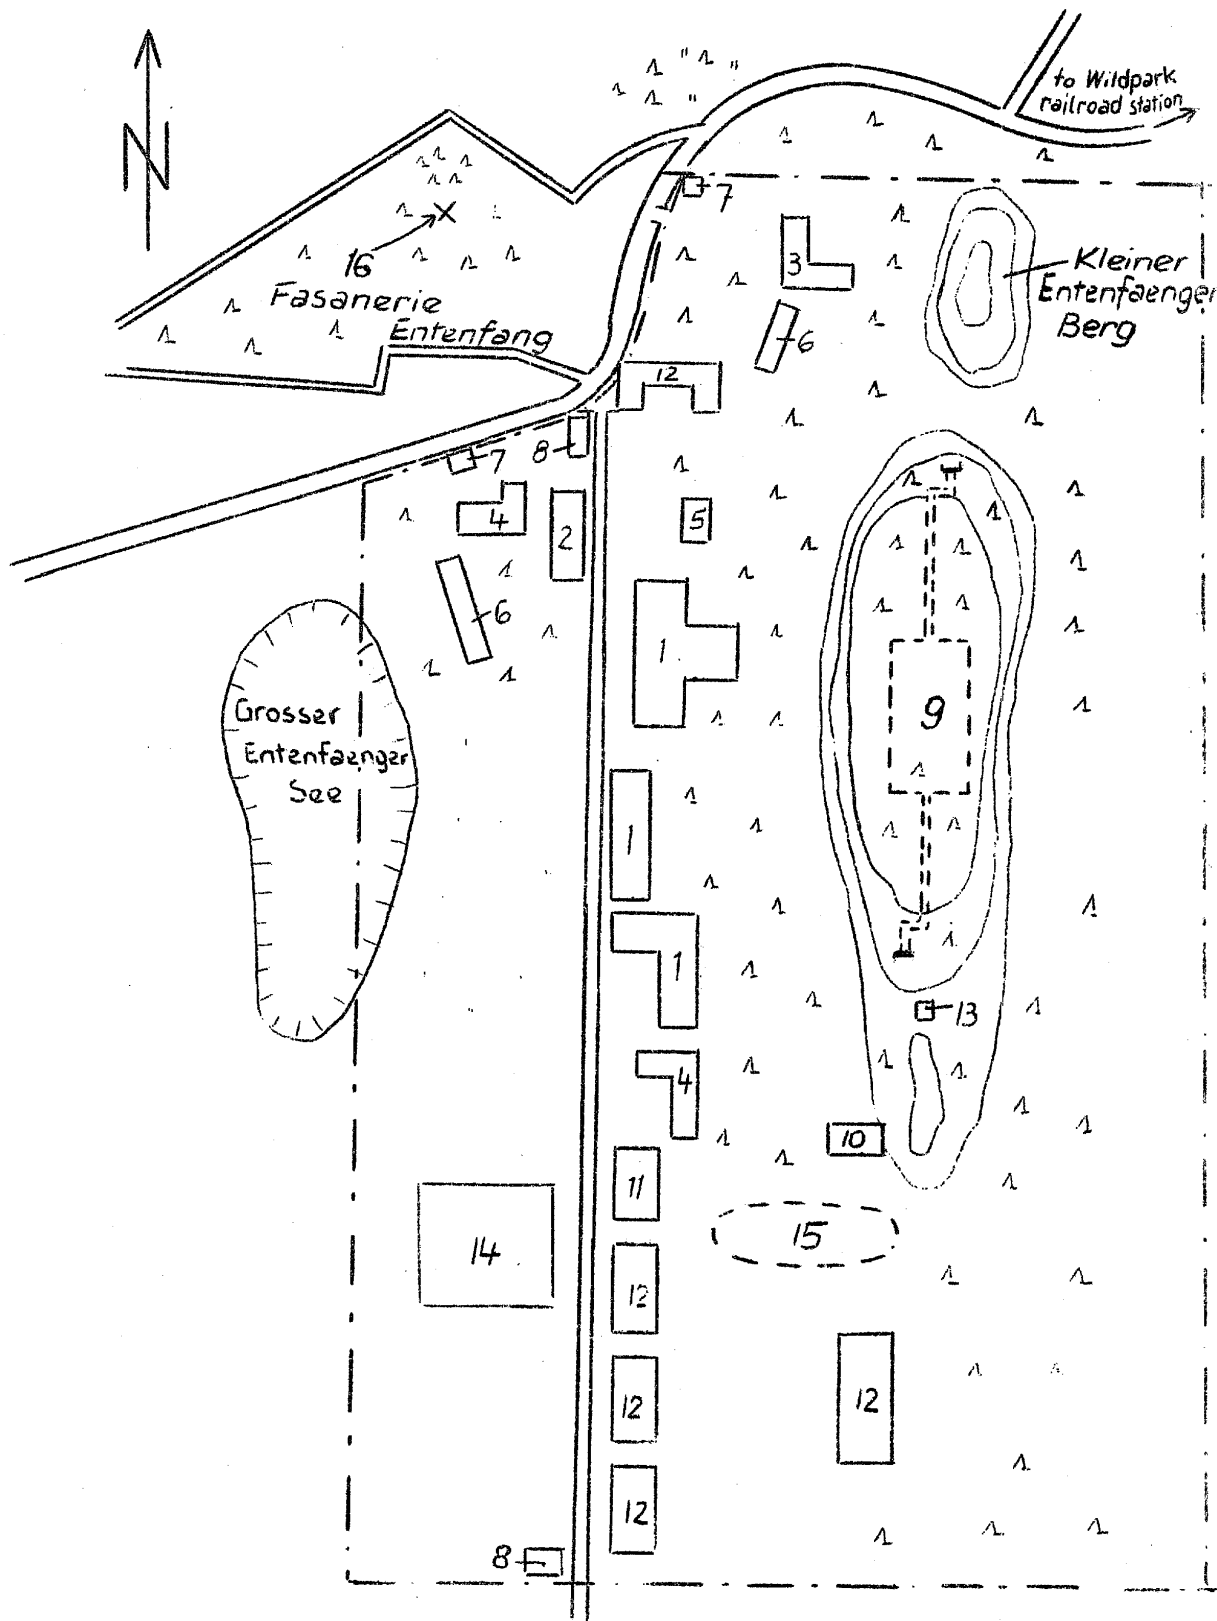 N
to Wildpark
railroad station
7
16
3
Kleiner
Entenfaenger
Berg
Fasanerie
Entenfang
6
12
8
7
4
2
5
6
1
Grosser
Entenfaenger
See
9
1
1
13
4
10
11
14
15
12
12
12
12
8